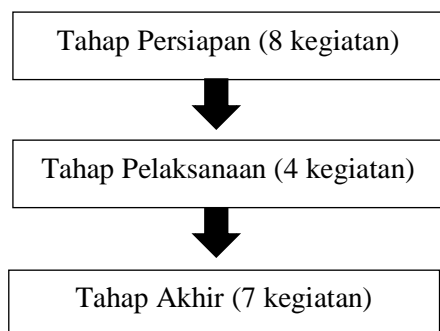 Tahap Persiapan (8 kegiatan)
Tahap Pelaksanaan (4 kegiatan)
Tahap Akhir (7 kegiatan)